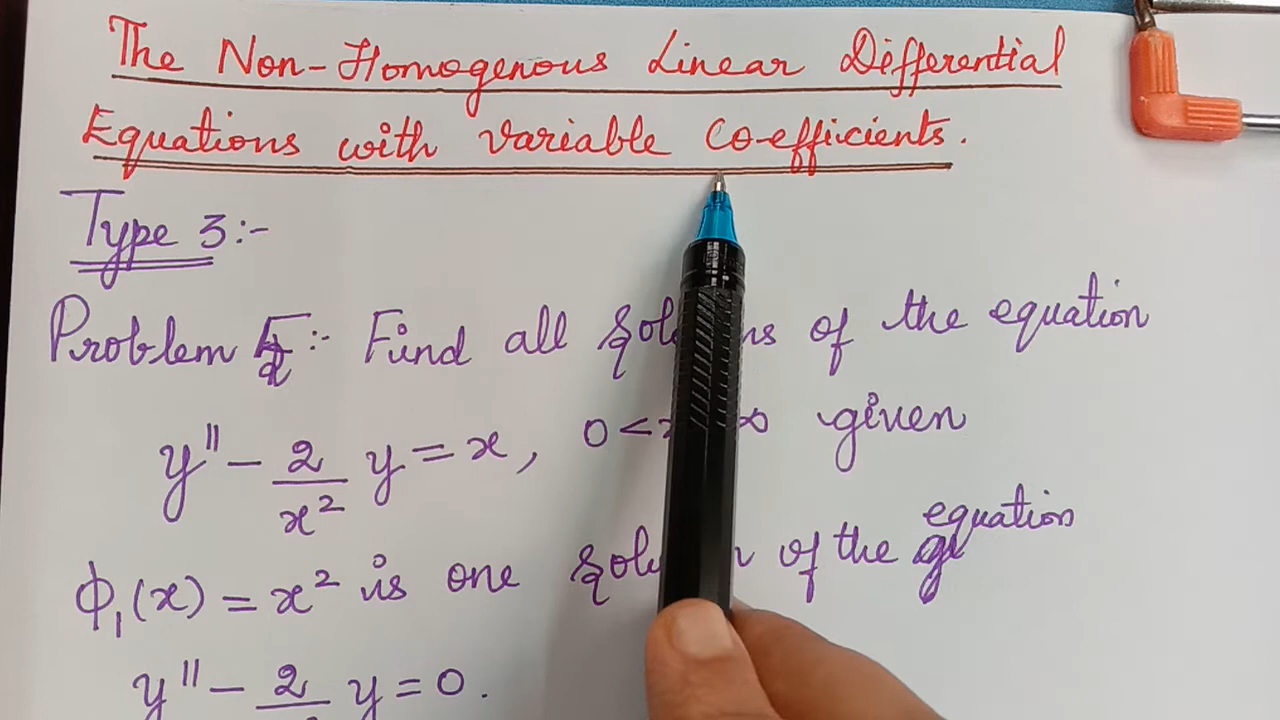 The Non-Homogenous Linear Differential
Equations with variable Co-efficients.
Type 3:-
Problem :- Find all of the equation
y'' - 2/x² y = x, 0 < ∞ given
equation
ϕ₁(x) = x² is one of the
y'' - 2 y = 0.